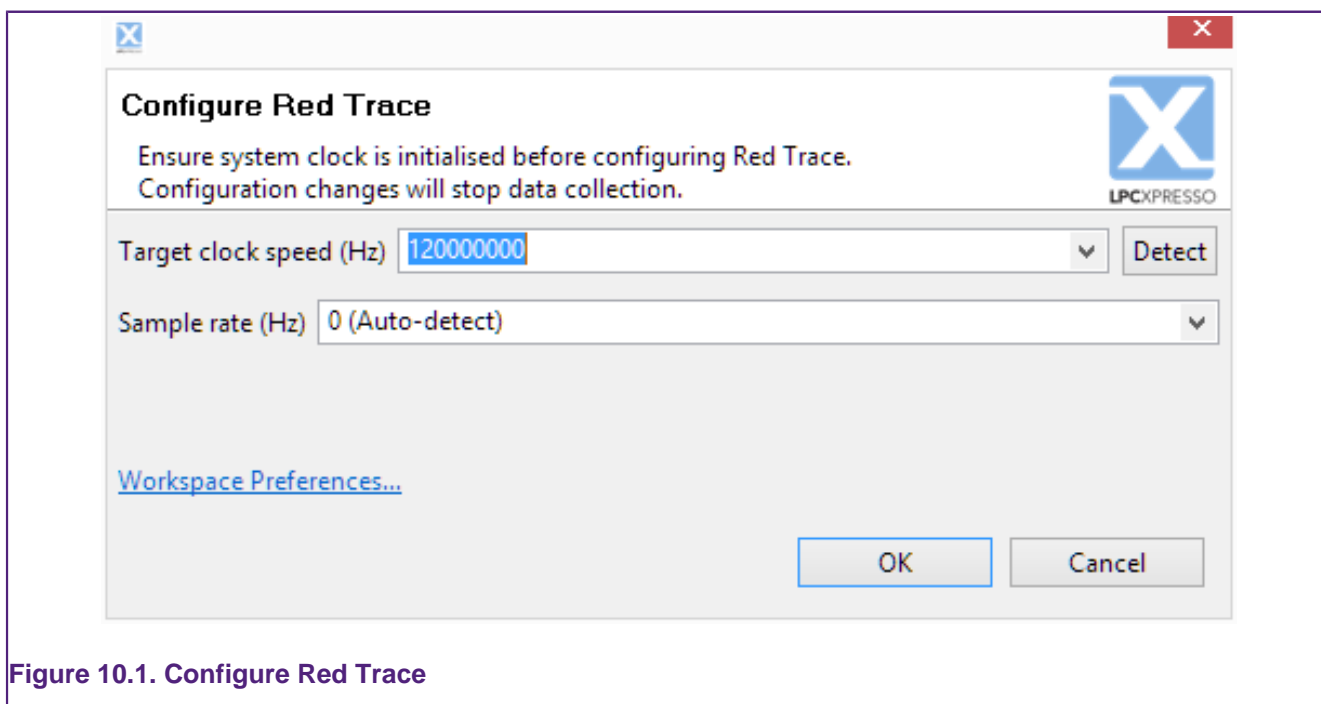 Configure Red Trace
Ensure system clock is initialised before configuring Red Trace.
Configuration changes will stop data collection.
X
LPCXPRESSO
Target clock speed (Hz) 120000000 Detect
Sample rate (Hz) 0 (Auto-detect)
Workspace Preferences...
OK Cancel
Figure 10.1. Configure Red Trace